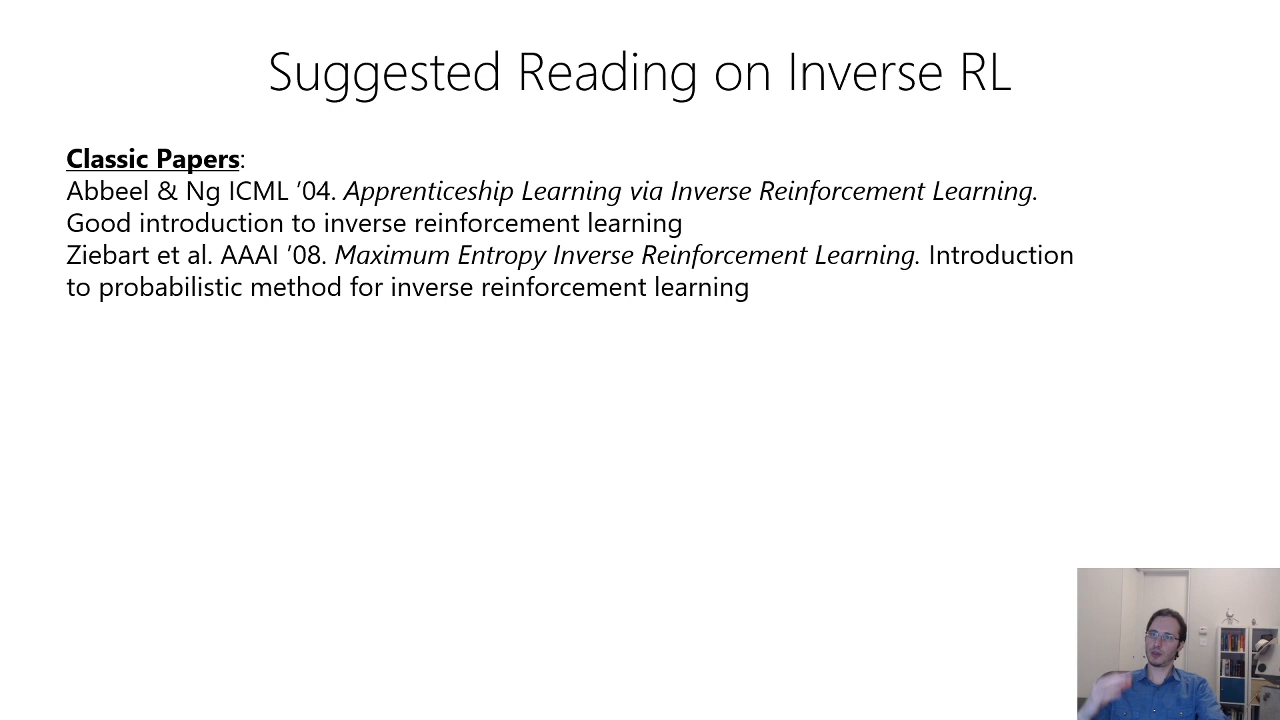 Suggested Reading on Inverse RL
Classic Papers:
Abbeel & Ng ICML ’04. Apprenticeship Learning via Inverse Reinforcement Learning.
Good introduction to inverse reinforcement learning
Ziebart et al. AAAI ’08. Maximum Entropy Inverse Reinforcement Learning. Introduction
to probabilistic method for inverse reinforcement learning